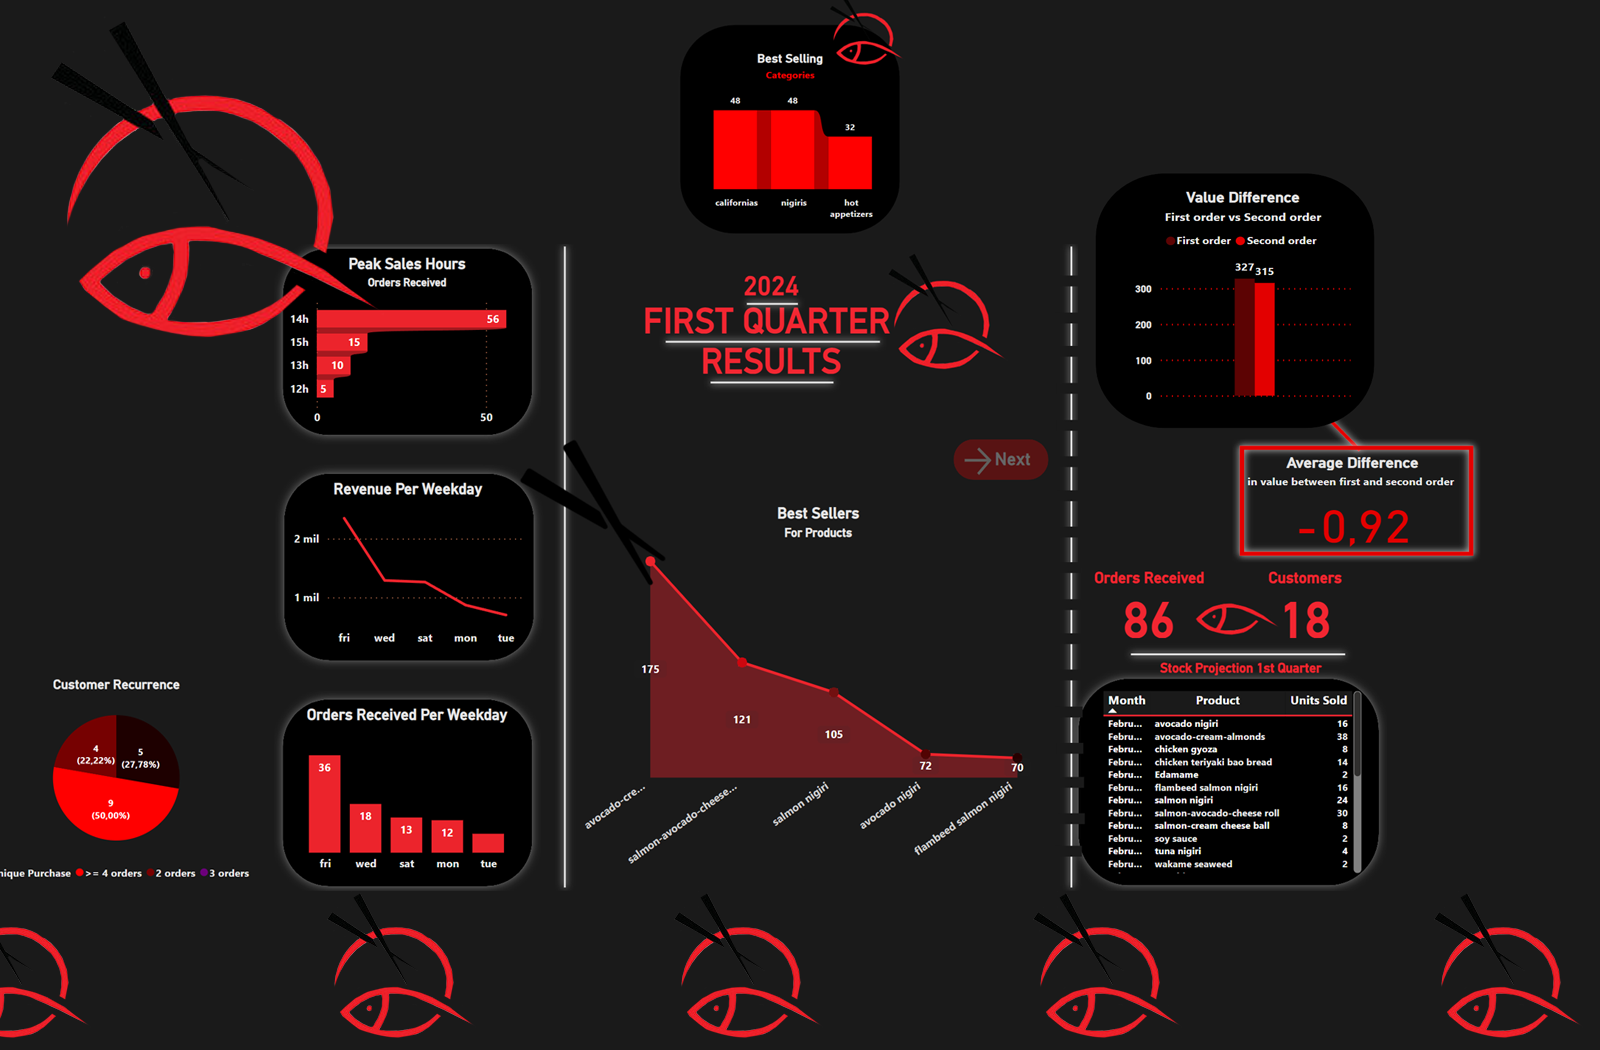 Best Selling
Categories
48
48
32
californias
nigiris
hot
appetizers
Peak Sales Hours
Orders Received
14h
56
15h
15
13h
10
12h
5
0
50
Revenue Per Weekday
2 mil
1 mil
fri
wed
sat
mon
tue
Customer Recurrence
4
(22,22%)
5
(27,78%)
9
(50,00%)
nique Purchase
>= 4 orders
2 orders
3 orders
Orders Received Per Weekday
36
18
13
12
fri
wed
sat
mon
tue
2024
FIRST QUARTER
RESULTS
Next
Best Sellers
For Products
175
121
105
72
70
avocado-cre...
salmon-avocado-cheese...
salmon nigiri
avocado nigiri
flambeed salmon nigiri
Value Difference
First order vs Second order
First order
Second order
327
315
300
200
100
0
Average Difference
in value between first and second order
-0,92
Orders Received
Customers
86
18
Stock Projection 1st Quarter
Month Product Units Sold
Febru... avocado nigiri 16
Febru... avocado-cream-almonds 38
Febru... chicken gyoza 8
Febru... chicken teriyaki bao bread 14
Febru... Edamame 2
Febru... flambeed salmon nigiri 16
Febru... salmon nigiri 24
Febru... salmon-avocado-cheese roll 30
Febru... salmon-cream cheese ball 8
Febru... soy sauce 2
Febru... tuna nigiri 4
Febru... wakame seaweed 2